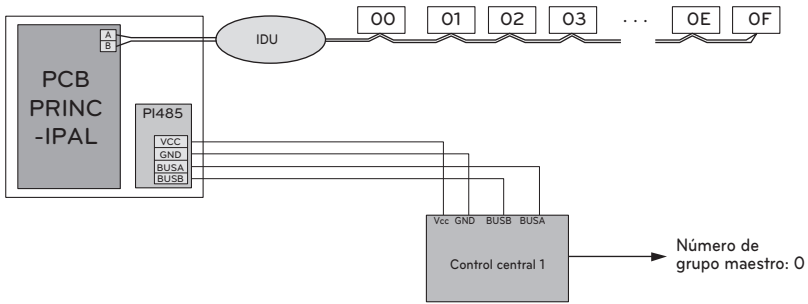 00 01 02 03 ... 0E 0F
A
B
IDU
PCB
PRINC
-IPAL
PI485
VCC
GND
BUSA
BUSB
Vcc GND BUSB BUSA
Control central 1
Número de
grupo maestro: 0